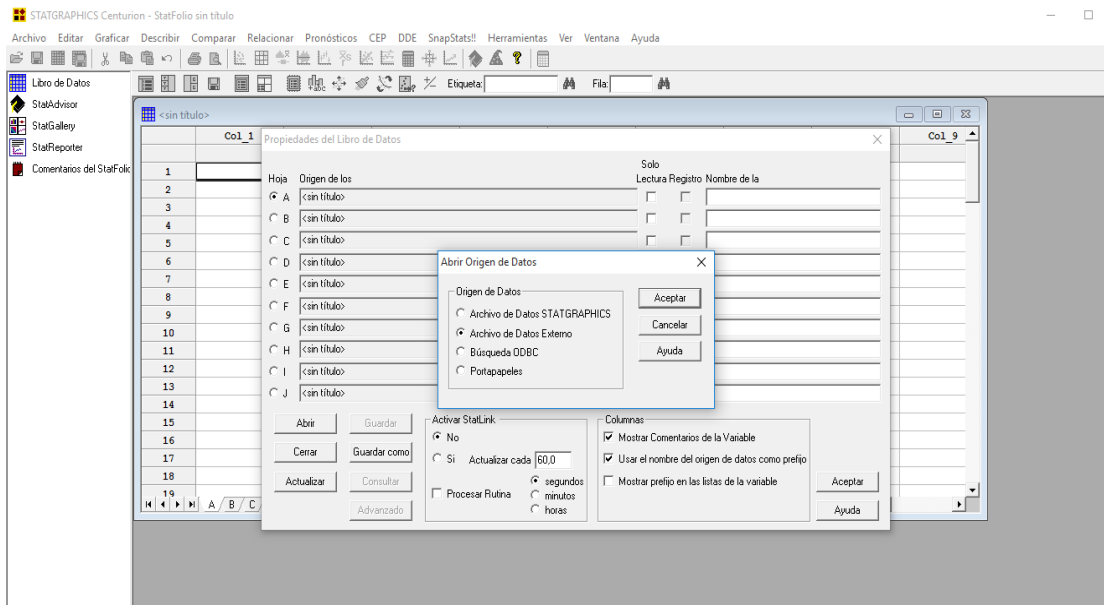 STATGRAPHICS Centurion - StatFolio sin título
Archivo Editar Graficar Describir Comparar Relacionar Pronósticos CEP DDE SnapStats!! Herramientas Ver Ventana Ayuda
Libro de Datos
Etiqueta: Fila:
StatAdvisor
StatGallery
StatReporter
Comentarios del StatFolio
<sin título>
Col_1 Col_9
1
2
3
4
5
6
7
8
9
10
11
12
13
14
15
16
17
18
19
A B C
Propiedades del Libro de Datos
Solo
Hoja Origen de los Lectura Registro Nombre de la
A <sin título>
B <sin título>
C <sin título>
D <sin título>
E <sin título>
F <sin título>
G <sin título>
H <sin título>
I <sin título>
J <sin título>
Abrir Origen de Datos
Origen de Datos
Archivo de Datos STATGRAPHICS
Archivo de Datos Externo
Búsqueda ODBC
Portapapeles
Aceptar
Cancelar
Ayuda
Abrir Guardar
Cerrar Guardar como
Actualizar Consultar
Advanzado
Activar StatLink
No
Si Actualizar cada 60,0
segundos
Procesar Rutina minutos
horas
Columnas
Mostrar Comentarios de la Variable
Usar el nombre del origen de datos como prefijo
Mostrar prefijo en las listas de la variable
Aceptar
Ayuda